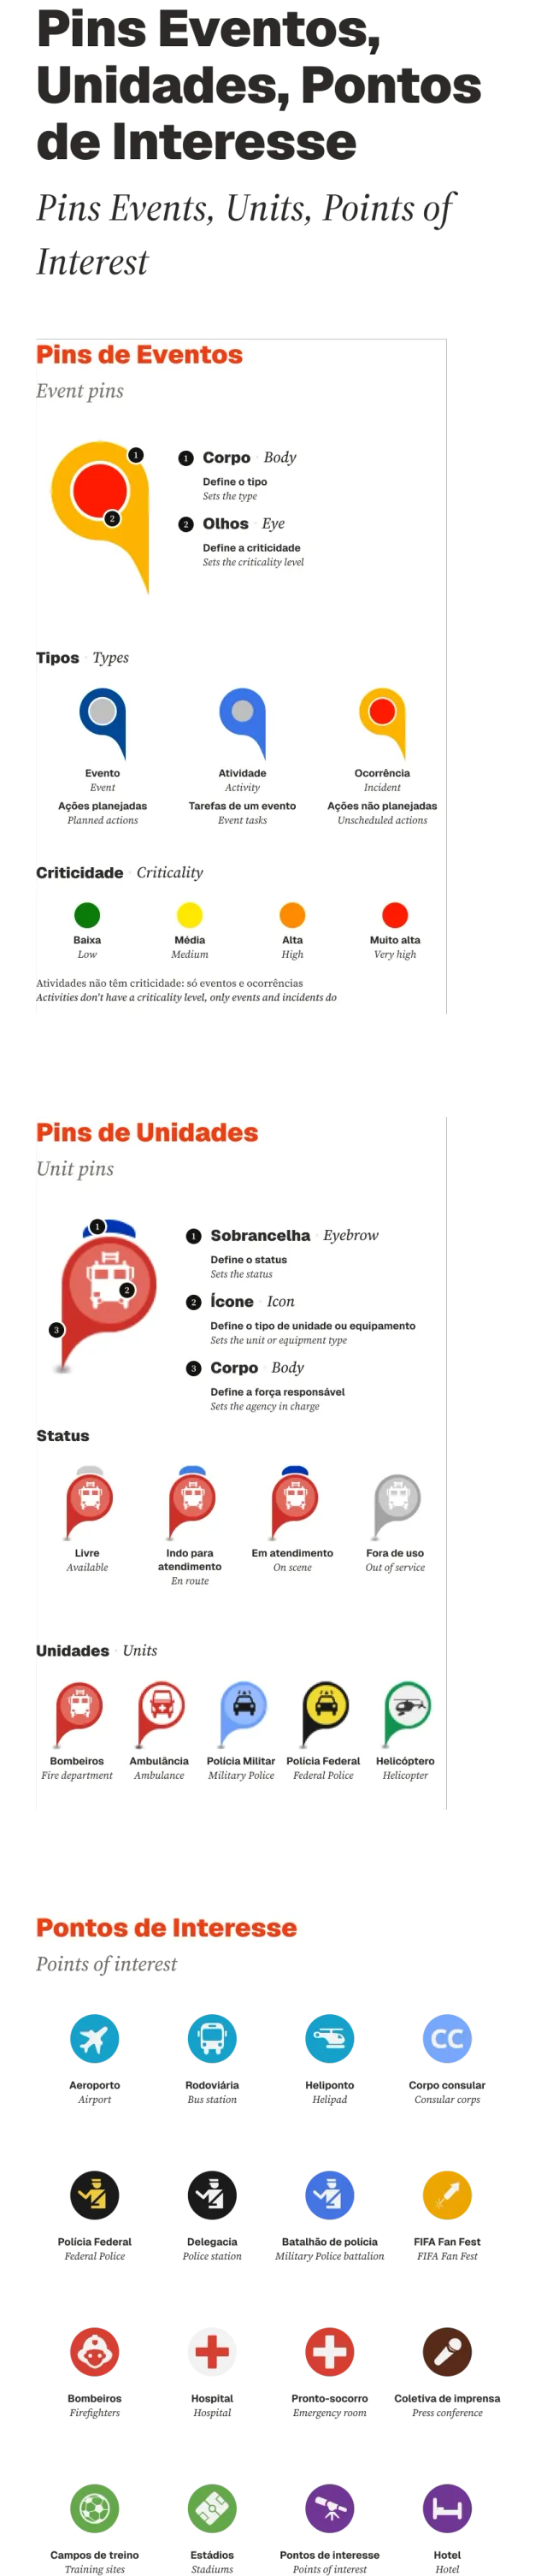 Pins Eventos,
Unidades, Pontos
de Interesse
Pins Events, Units, Points of
Interest
Pins de Eventos
Event pins
1
2
1 Corpo · Body
Define o tipo
Sets the type
2 Olhos · Eye
Define a criticidade
Sets the criticality level
Tipos · Types
Evento
Event
Ações planejadas
Planned actions
Atividade
Activity
Tarefas de um evento
Event tasks
Ocorrência
Incident
Ações não planejadas
Unscheduled actions
Criticidade · Criticality
Baixa
Low
Média
Medium
Alta
High
Muito alta
Very high
Atividades não têm criticidade: só eventos e ocorrências
Activities don't have a criticality level, only events and incidents do
Pins de Unidades
Unit pins
1
2
3
1 Sobrancelha · Eyebrow
Define o status
Sets the status
2 Ícone · Icon
Define o tipo de unidade ou equipamento
Sets the unit or equipment type
3 Corpo · Body
Define a força responsável
Sets the agency in charge
Status
Livre
Available
Indo para
atendimento
En route
Em atendimento
On scene
Fora de uso
Out of service
Unidades · Units
Bombeiros
Fire department
Ambulância
Ambulance
Polícia Militar
Military Police
Polícia Federal
Federal Police
Helicóptero
Helicopter
Pontos de Interesse
Points of interest
Aeroporto
Airport
Rodoviária
Bus station
Heliponto
Helipad
CC
Corpo consular
Consular corps
Polícia Federal
Federal Police
Delegacia
Police station
Batalhão de polícia
Military Police battalion
FIFA Fan Fest
FIFA Fan Fest
Bombeiros
Firefighters
Hospital
Hospital
Pronto-socorro
Emergency room
Coletiva de imprensa
Press conference
Campos de treino
Training sites
Estádios
Stadiums
Pontos de interesse
Points of interest
Hotel
Hotel